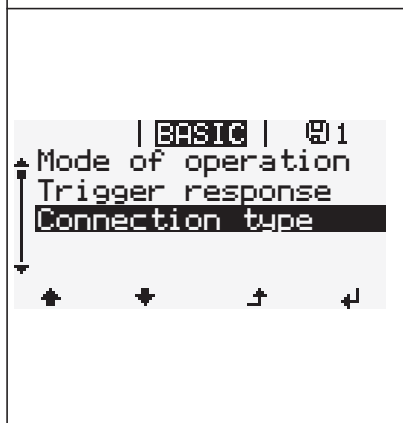 | BASIC | 1
Mode of operation
Trigger response
Connection type